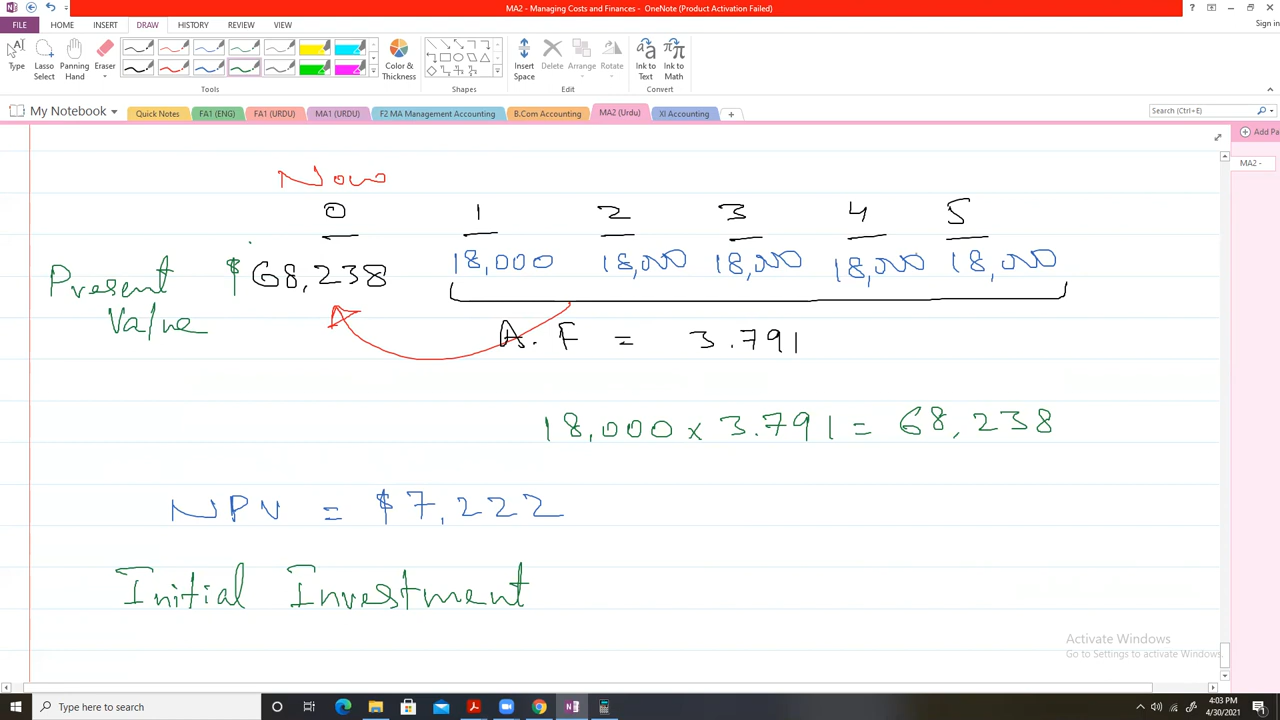 MA2 - Managing Costs and Finances - OneNote (Product Activation Failed)
Sign in
FILE HOME INSERT DRAW HISTORY REVIEW VIEW
Type Lasso Select Panning Hand Eraser Color & Thickness Insert Space Delete Arrange Rotate Ink to Text Ink to Math
Tools Shapes Edit Convert
My Notebook Quick Notes FA1 (ENG) FA1 (URDU) MA1 (URDU) F2 MA Management Accounting B.Com Accounting MA2 (Urdu) XI Accounting Search (Ctrl+E)
Add Pa
MA2 -
Now
0 1 2 3 4 5
Present Value $68,238 18,000 18,000 18,000 18,000 18,000
A.F = 3.791
18,000 x 3.791 = 68,238
NPV = $7,222
Initial Investment
Activate Windows
Go to Settings to activate Windows.
Type here to search
4:03 PM
4/30/2021